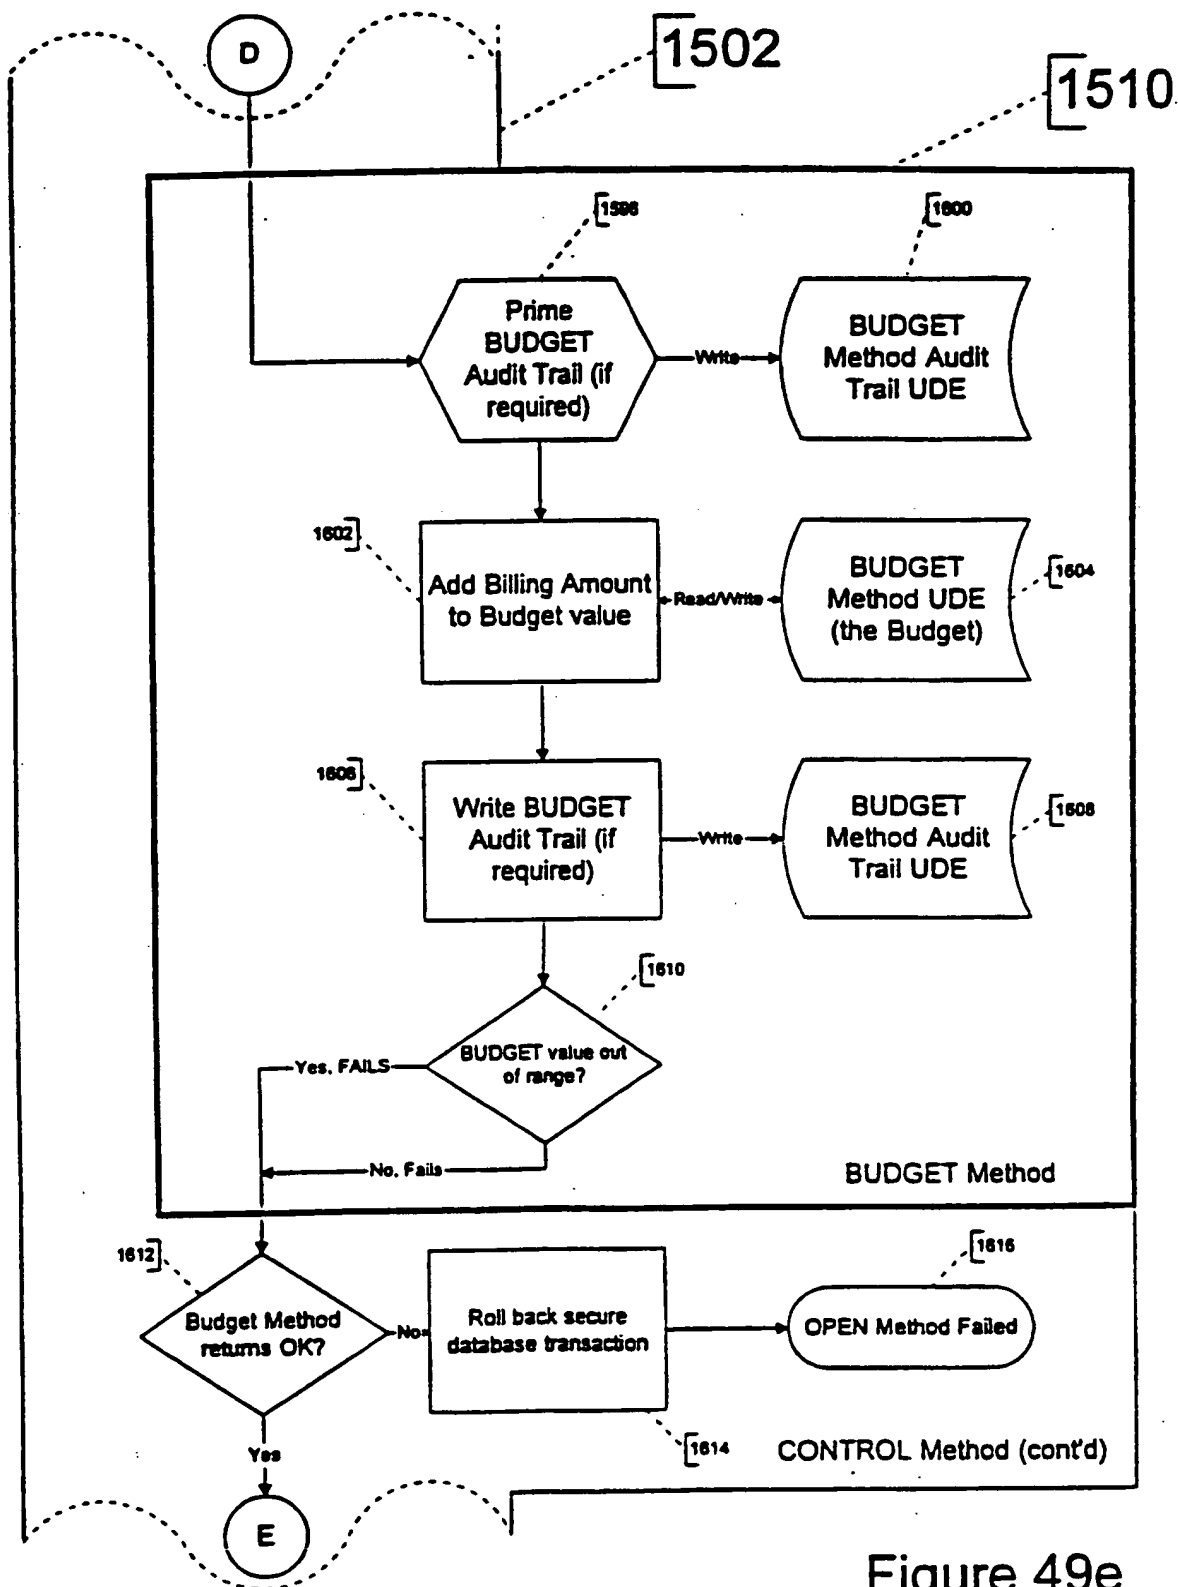 D
1502
1510
1598
1600
Prime
BUDGET
Audit Trail (if
required)
Write
BUDGET
Method Audit
Trail UDE
1602
Add Billing Amount
to Budget value
Read/Write
BUDGET
Method UDE
(the Budget)
1604
1606
Write BUDGET
Audit Trail (if
required)
Write
BUDGET
Method Audit
Trail UDE
1608
1610
BUDGET value out
of range?
Yes, FAILS
No, Fails
BUDGET Method
1612
Budget Method
returns OK?
No
Roll back secure
database transaction
1616
OPEN Method Failed
1614
Yes
CONTROL Method (cont'd)
E
Figure 49e